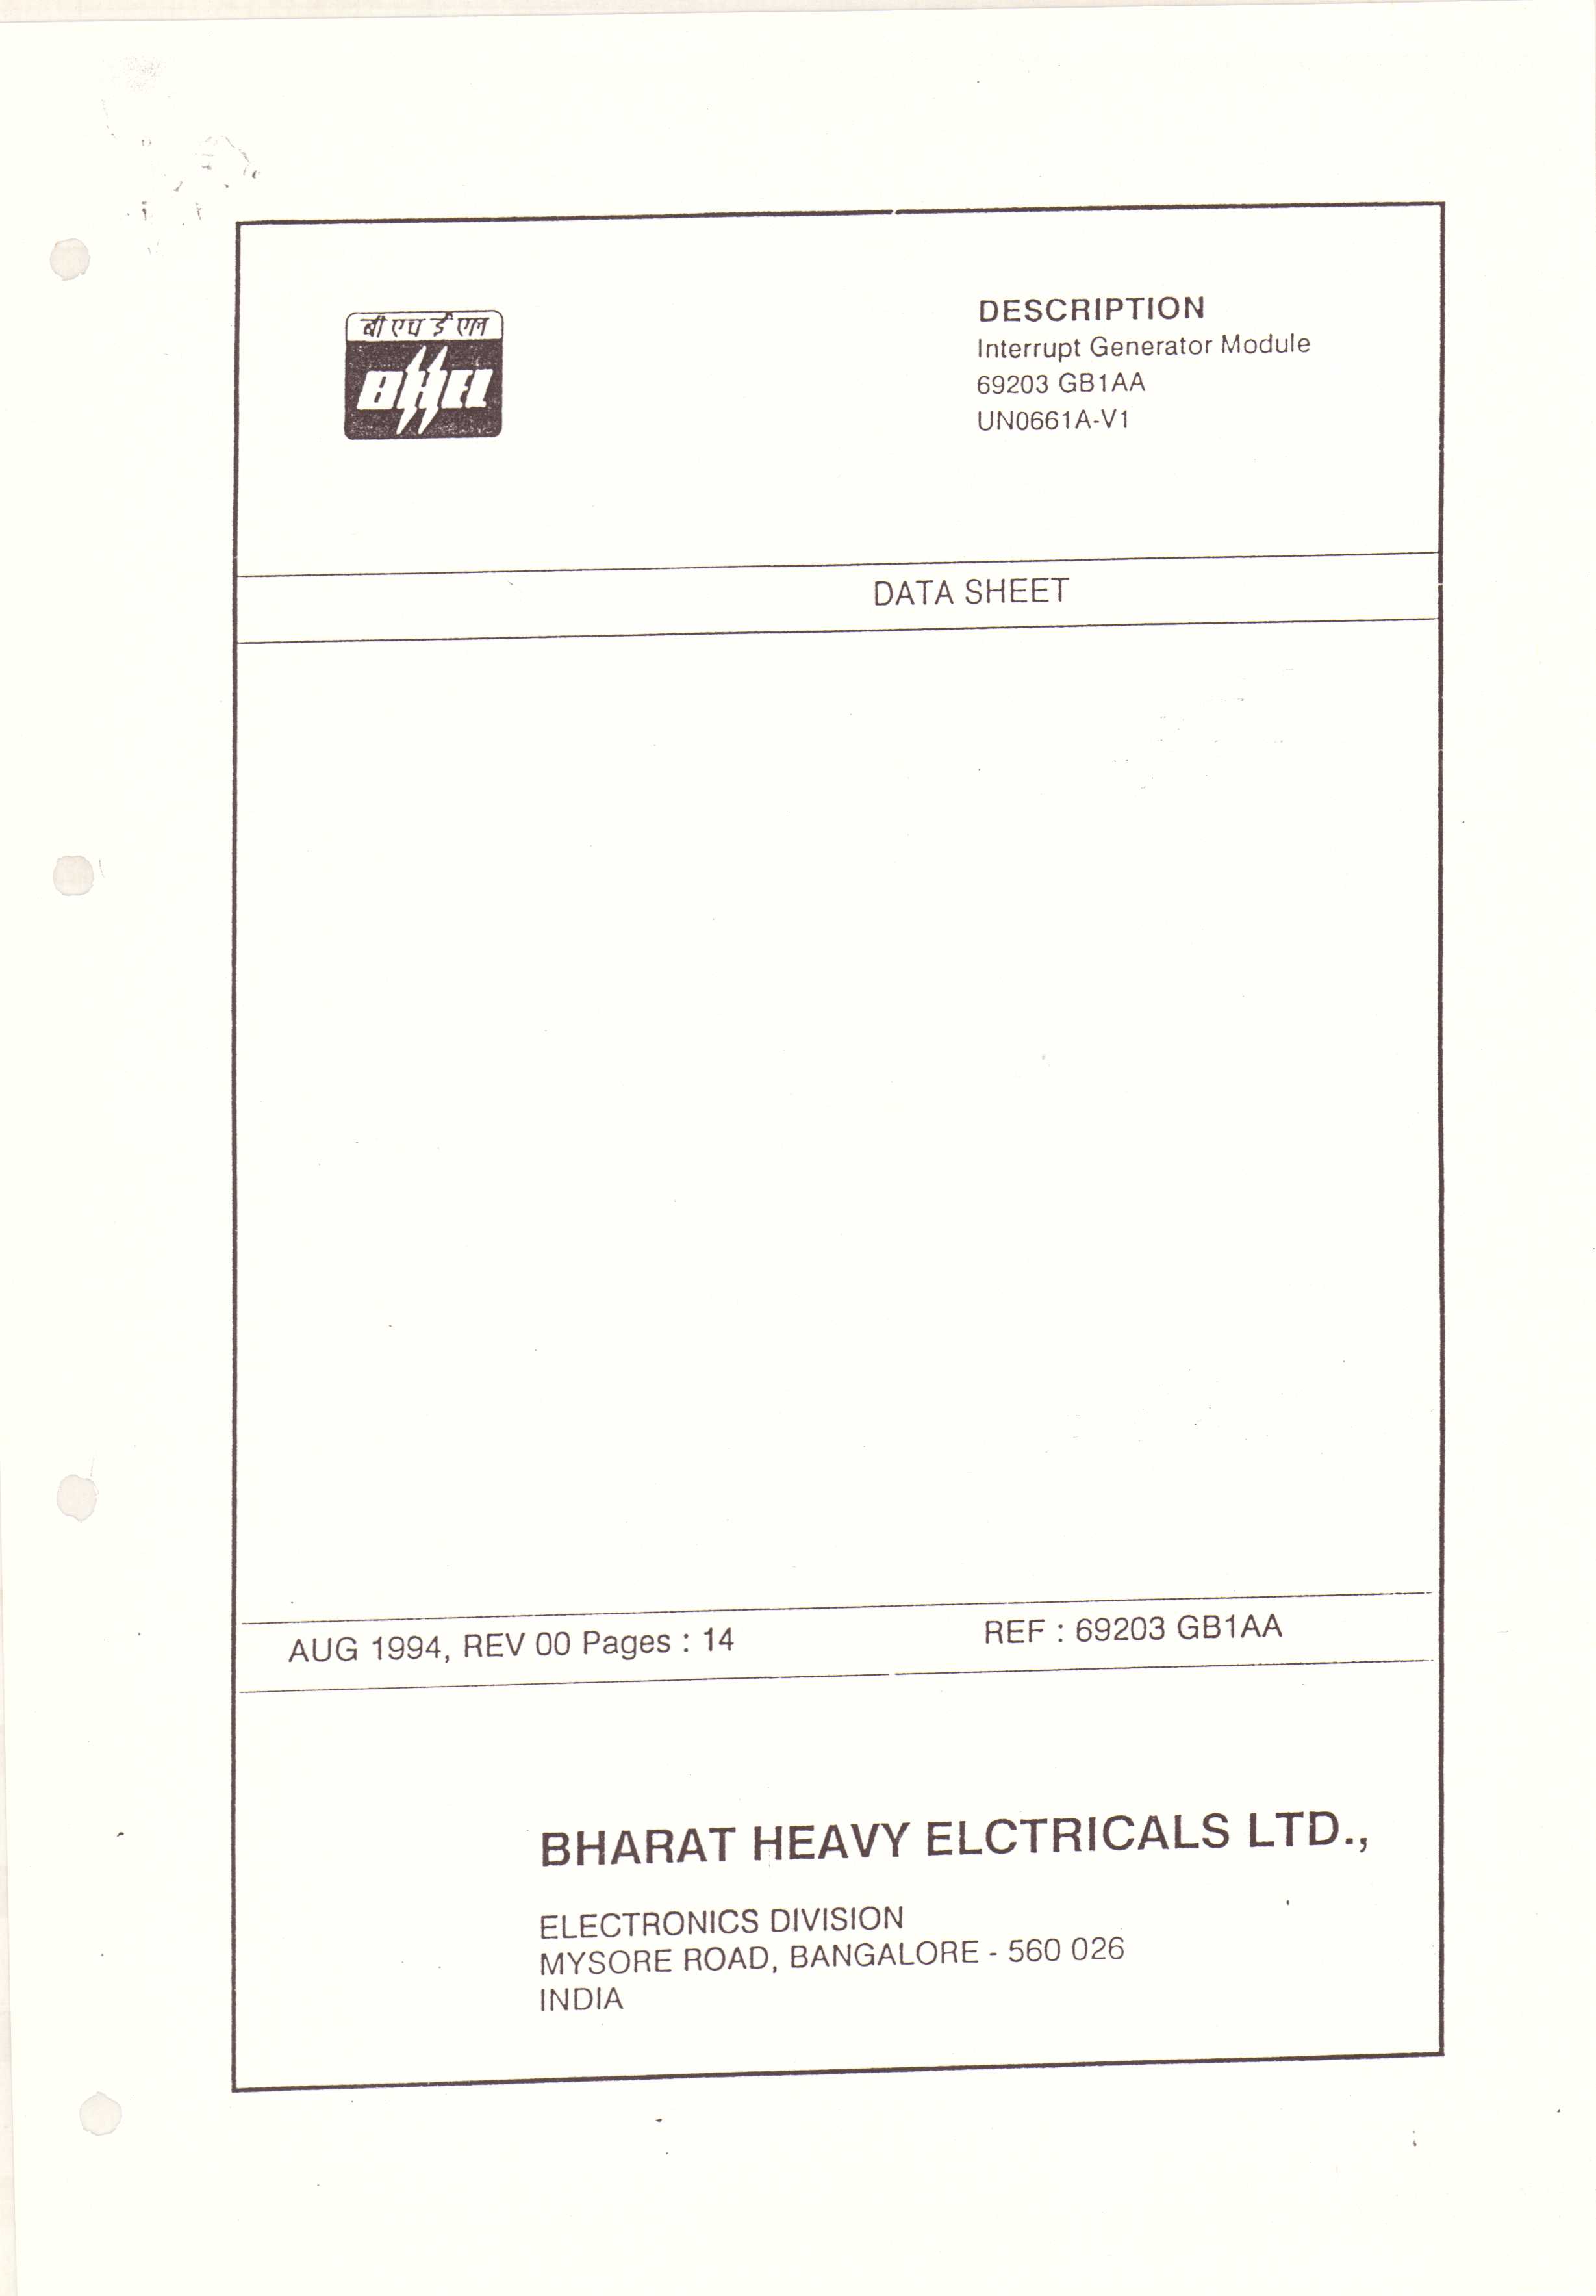 बी एच ई एल
BHEL
DESCRIPTION
Interrupt Generator Module
69203 GB1AA
UN0661A-V1
DATA SHEET
AUG 1994, REV 00 Pages : 14
REF : 69203 GB1AA
BHARAT HEAVY ELCTRICALS LTD.,
ELECTRONICS DIVISION
MYSORE ROAD, BANGALORE - 560 026
INDIA